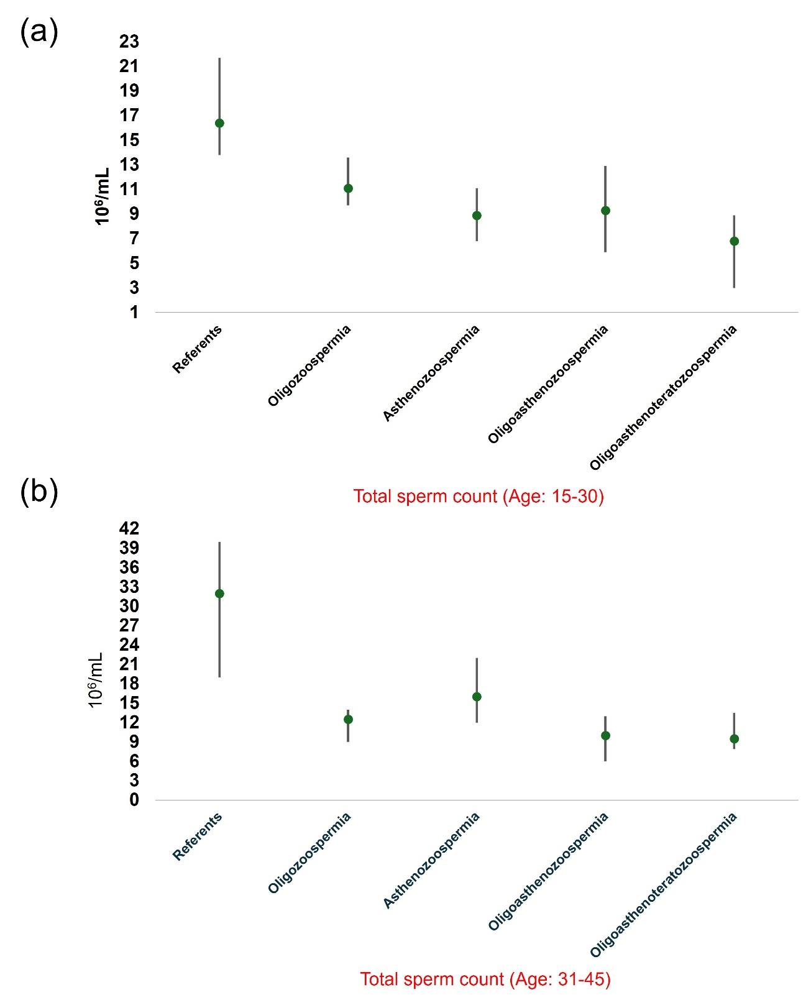 (a)
23
21
19
17
15
13
11
9
7
5
3
1
10⁶/mL
Referents
Oligozoospermia
Asthenozoospermia
Oligoasthenozoospermia
Oligoasthenoteratozoospermia
Total sperm count (Age: 15-30)
(b)
42
39
36
33
30
27
24
21
18
15
12
9
6
3
0
10⁶/mL
Referents
Oligozoospermia
Asthenozoospermia
Oligoasthenozoospermia
Oligoasthenoteratozoospermia
Total sperm count (Age: 31-45)